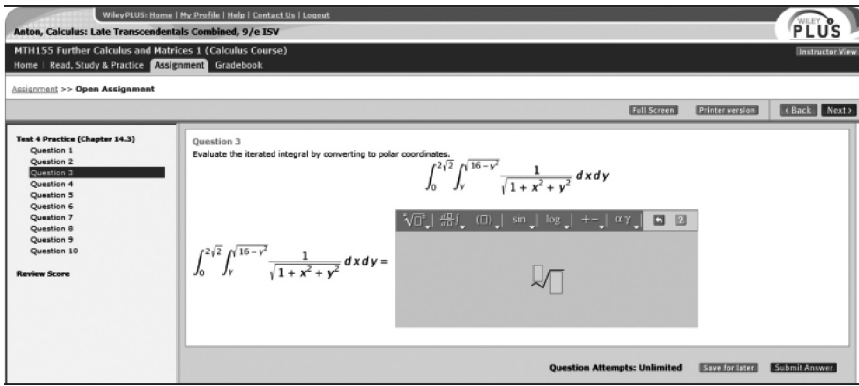 WileyPLUS: Home | My Profile | Help | Contact Us | Logout
Anton, Calculus: Late Transcendentals Combined, 9/e ISV
WILEY PLUS
MTH155 Further Calculus and Matrices 1 (Calculus Course)
Instructor View
Home | Read, Study & Practice Assignment Gradebook
Assignment >> Open Assignment
Full Screen Printer version ‹ Back Next ›
Test 4 Practice (Chapter 14.3)
Question 1
Question 2
Question 3
Question 4
Question 5
Question 6
Question 7
Question 8
Question 9
Question 10
Review Score
Question 3
Evaluate the iterated integral by converting to polar coordinates.
∫₀^{2√2} ∫_y^{√(16 − y²)} 1/√(1 + x² + y²) dx dy
sin log +− αγ ?
∫₀^{2√2} ∫_y^{√(16 − y²)} 1/√(1 + x² + y²) dx dy =
Question Attempts: Unlimited Save for later Submit Answer